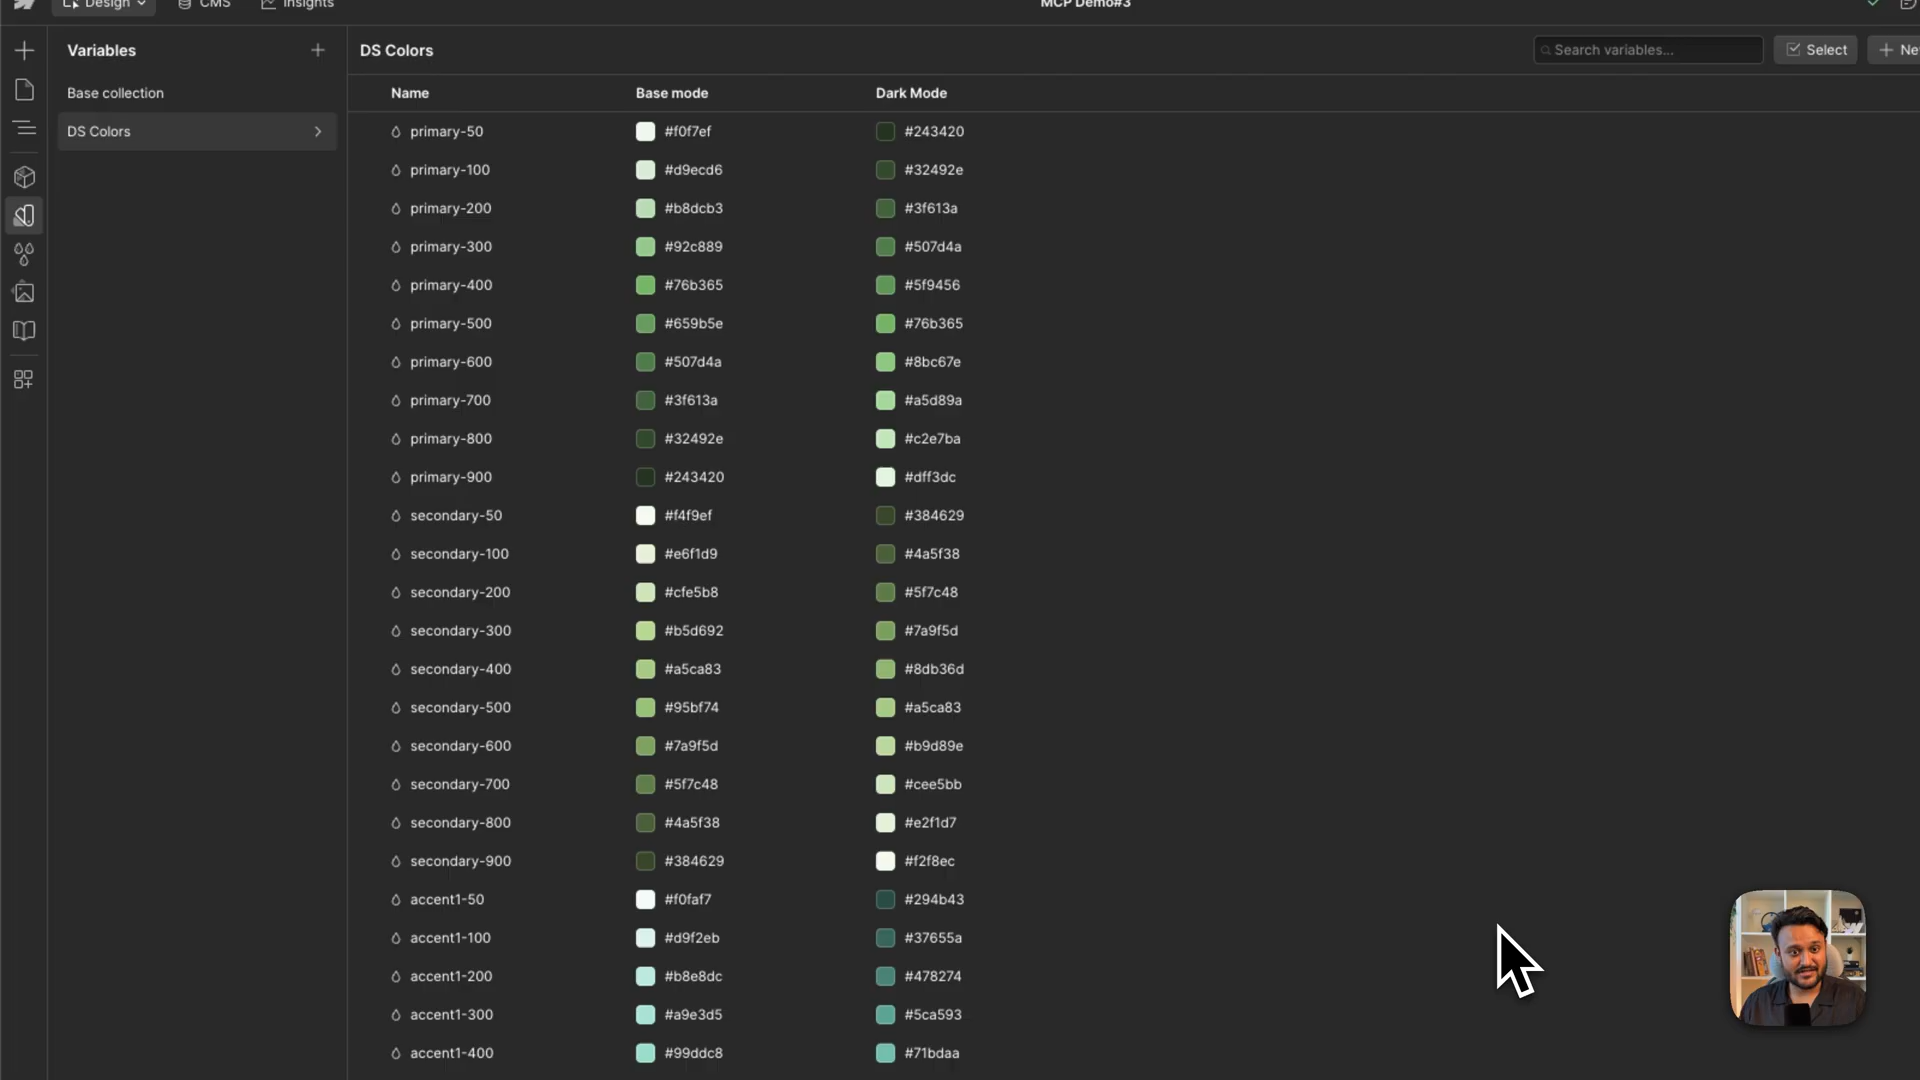 Design CMS Insights MCP Demo#3
Variables DS Colors Search variables... Select
Base collection Name Base mode Dark Mode
DS Colors primary-50 #f0f7ef #243420
primary-100 #d9ecd6 #32492e
primary-200 #b8dcb3 #3f613a
primary-300 #92c889 #507d4a
primary-400 #76b365 #5f9456
primary-500 #659b5e #76b365
primary-600 #507d4a #8bc67e
primary-700 #3f613a #a5d89a
primary-800 #32492e #c2e7ba
primary-900 #243420 #dff3dc
secondary-50 #f4f9ef #384629
secondary-100 #e6f1d9 #4a5f38
secondary-200 #cfe5b8 #5f7c48
secondary-300 #b5d692 #7a9f5d
secondary-400 #a5ca83 #8db36d
secondary-500 #95bf74 #a5ca83
secondary-600 #7a9f5d #b9d89e
secondary-700 #5f7c48 #cee5bb
secondary-800 #4a5f38 #e2f1d7
secondary-900 #384629 #f2f8ec
accent1-50 #f0faf7 #294b43
accent1-100 #d9f2eb #37655a
accent1-200 #b8e8dc #478274
accent1-300 #a9e3d5 #5ca593
accent1-400 #99ddc8 #71bdaa